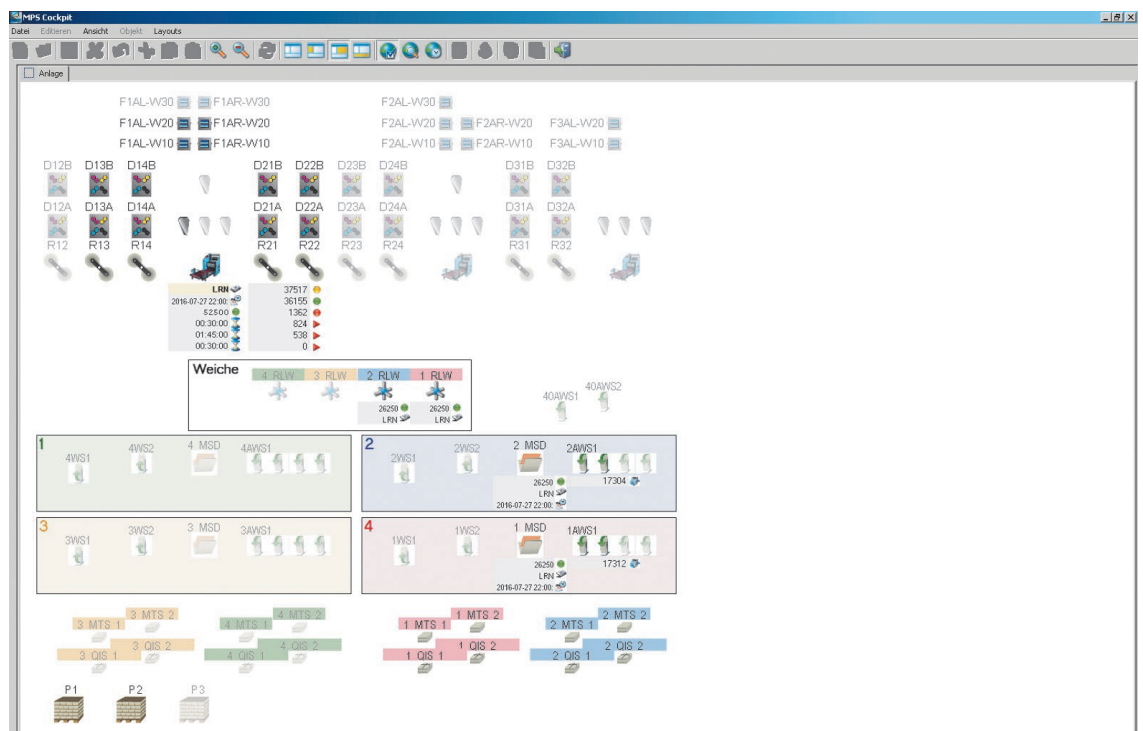 MPS Cockpit
Datei Editieren Ansicht Objekt Layouts
Anlage
F1AL-W30 F1AR-W30 F2AL-W30
F1AL-W20 F1AR-W20 F2AL-W20 F2AR-W20 F3AL-W20
F1AL-W10 F1AR-W10 F2AL-W10 F2AR-W10 F3AL-W10
D12B D13B D14B D21B D22B D23B D24B D31B D32B
D12A D13A D14A D21A D22A D23A D24A D31A D32A
R12 R13 R14 R21 R22 R23 R24 R31 R32
LRN 37517
2016-07-27 22:00: 36155
52500 1362
00:30:00 824
01:45:00 538
00:30:00 0
Weiche 4 RLW 3 RLW 2 RLW 1 RLW
40AWS1 40AWS2
26250 26250
LRN LRN
1 4WS1 4WS2 4 MSD 4AWS1
2 2WS1 2WS2 2 MSD 2AWS1
26250 17304
LRN
2016-07-27 22:00:
3 3WS1 3WS2 3 MSD 3AWS1
4 1WS1 1WS2 1 MSD 1AWS1
26250 17312
LRN
2016-07-27 22:00:
3 MTS 2 4 MTS 2 1 MTS 2 2 MTS 2
3 MTS 1 4 MTS 1 1 MTS 1 2 MTS 1
3 QIS 2 4 QIS 2 1 QIS 2 2 QIS 2
3 QIS 1 4 QIS 1 1 QIS 1 2 QIS 1
P1 P2 P3